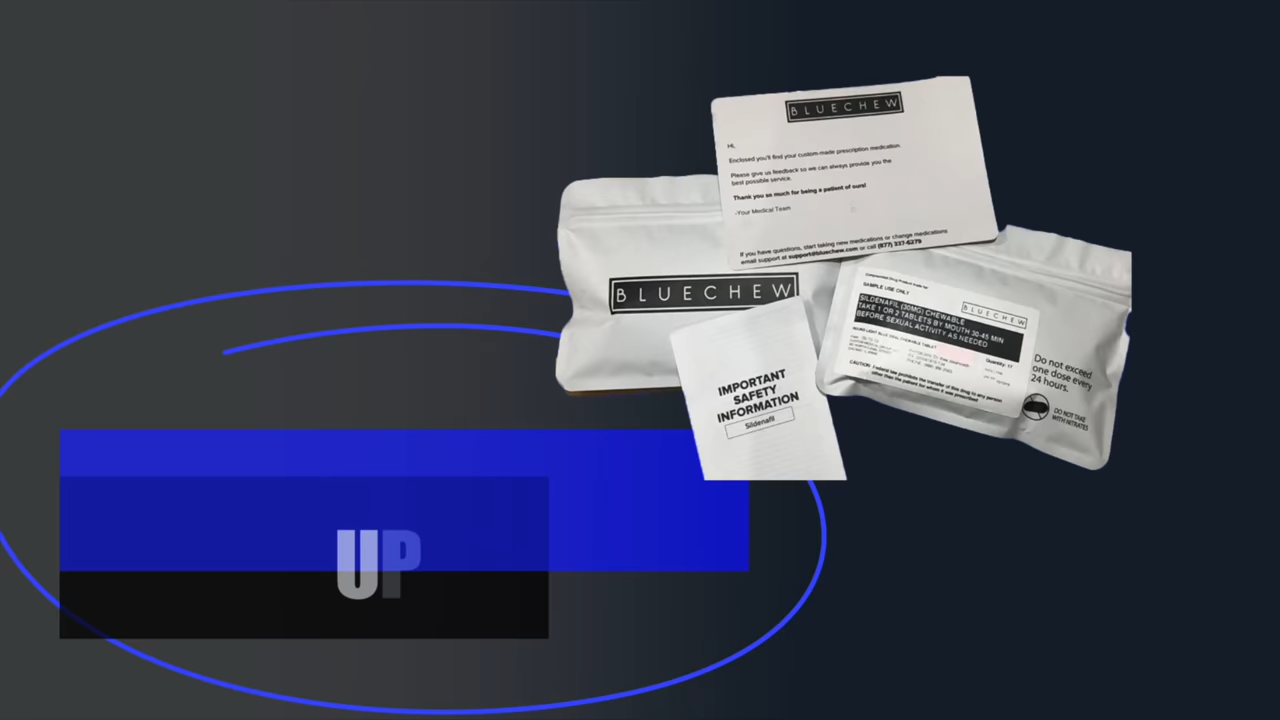 BLUECHEW
Hi,
Enclosed you'll find your custom-made prescription medication.
Please give us feedback so we can always provide you the
best possible service.
Thank you so much for being a patient of ours!
-Your Medical Team
If you have questions, start taking new medications or change medications
email support at support@bluechew.com or call (877) 337-6279
BLUECHEW
Compounded Drug Product made for
SAMPLE USE ONLY
BLUECHEW
SILDENAFIL (30MG) CHEWABLE
TAKE 1 OR 2 TABLETS BY MOUTH 30-45 MIN
BEFORE SEXUAL ACTIVITY AS NEEDED
Quantity: 17
CAUTION: Federal law prohibits the transfer of this drug to any person
other than the patient for whom it was prescribed
Do not exceed
one dose every
24 hours.
DO NOT TAKE
WITH NITRATES
IMPORTANT
SAFETY
INFORMATION
Sildenafil
UP